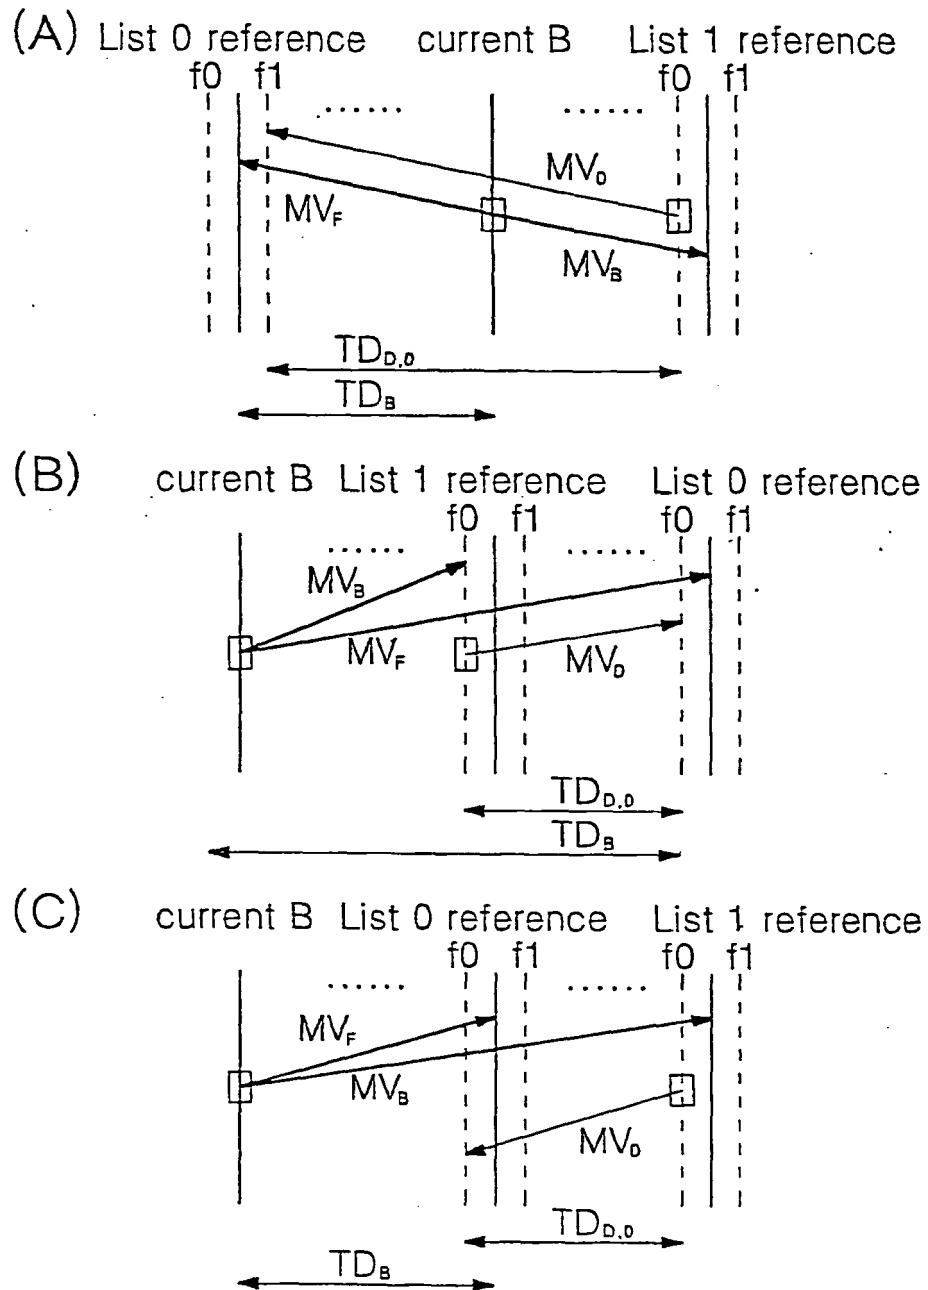 (A) List 0 reference current B List 1 reference
f0 f1 ...... ...... f0 f1
MV_D
MV_F
MV_B
TD_D,0
TD_B
(B) current B List 1 reference List 0 reference
f0 f1 f0 f1
...... ......
MV_B
MV_F MV_D
TD_D,0
TD_B
(C) current B List 0 reference List 1 reference
f0 f1 f0 f1
...... ......
MV_F
MV_B
MV_D
TD_D,0
TD_B